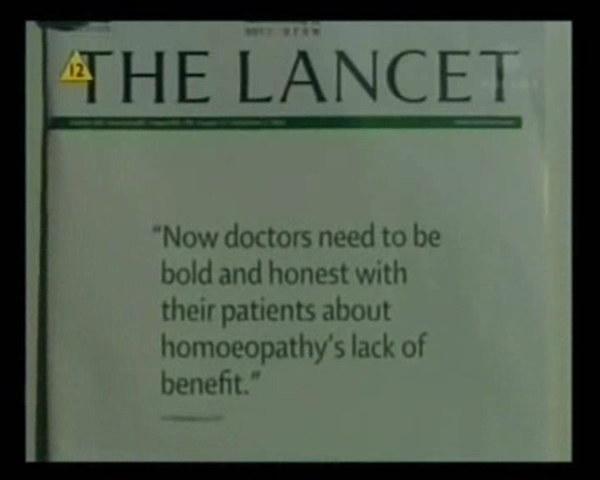 12
THE LANCET
"Now doctors need to be
bold and honest with
their patients about
homoeopathy's lack of
benefit."